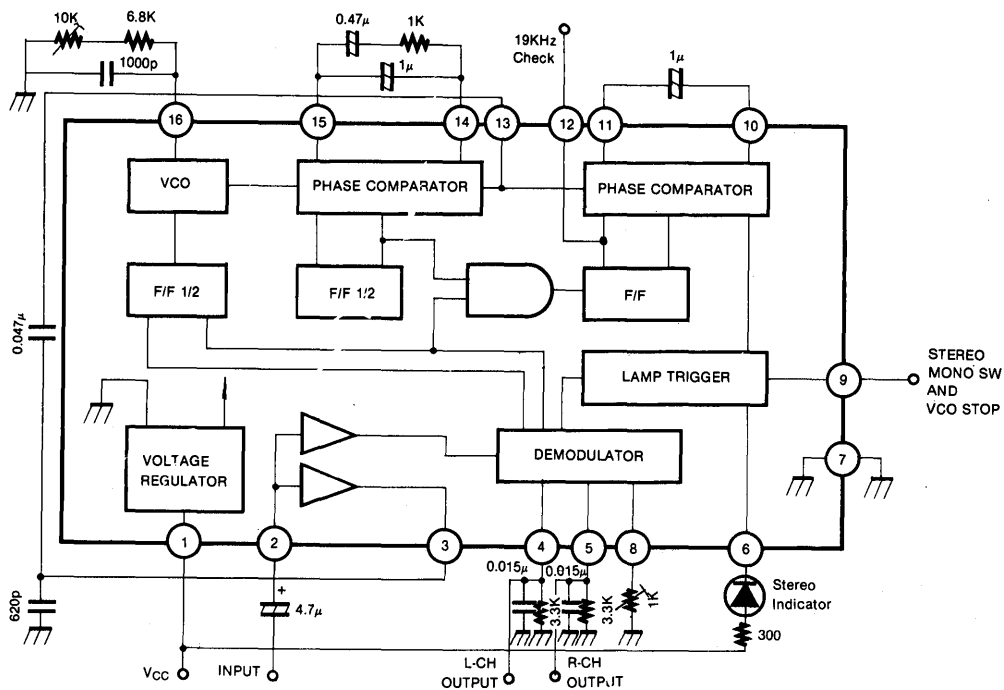 10K
6.8K
1000p
0.47μ
1K
1μ
19KHz
Check
1μ
16
15
14
13
12
11
10
VCO
PHASE COMPARATOR
PHASE COMPARATOR
F/F 1/2
F/F 1/2
F/F
0.047μ
LAMP TRIGGER
9
STEREO
MONO SW
AND
VCO STOP
VOLTAGE
REGULATOR
DEMODULATOR
7
1
2
3
4
5
8
6
0.015μ
0.015μ
3.3K
3.3K
1K
Stereo
Indicator
300
620p
+
4.7μ
VCC
INPUT
L-CH
OUTPUT
R-CH
OUTPUT